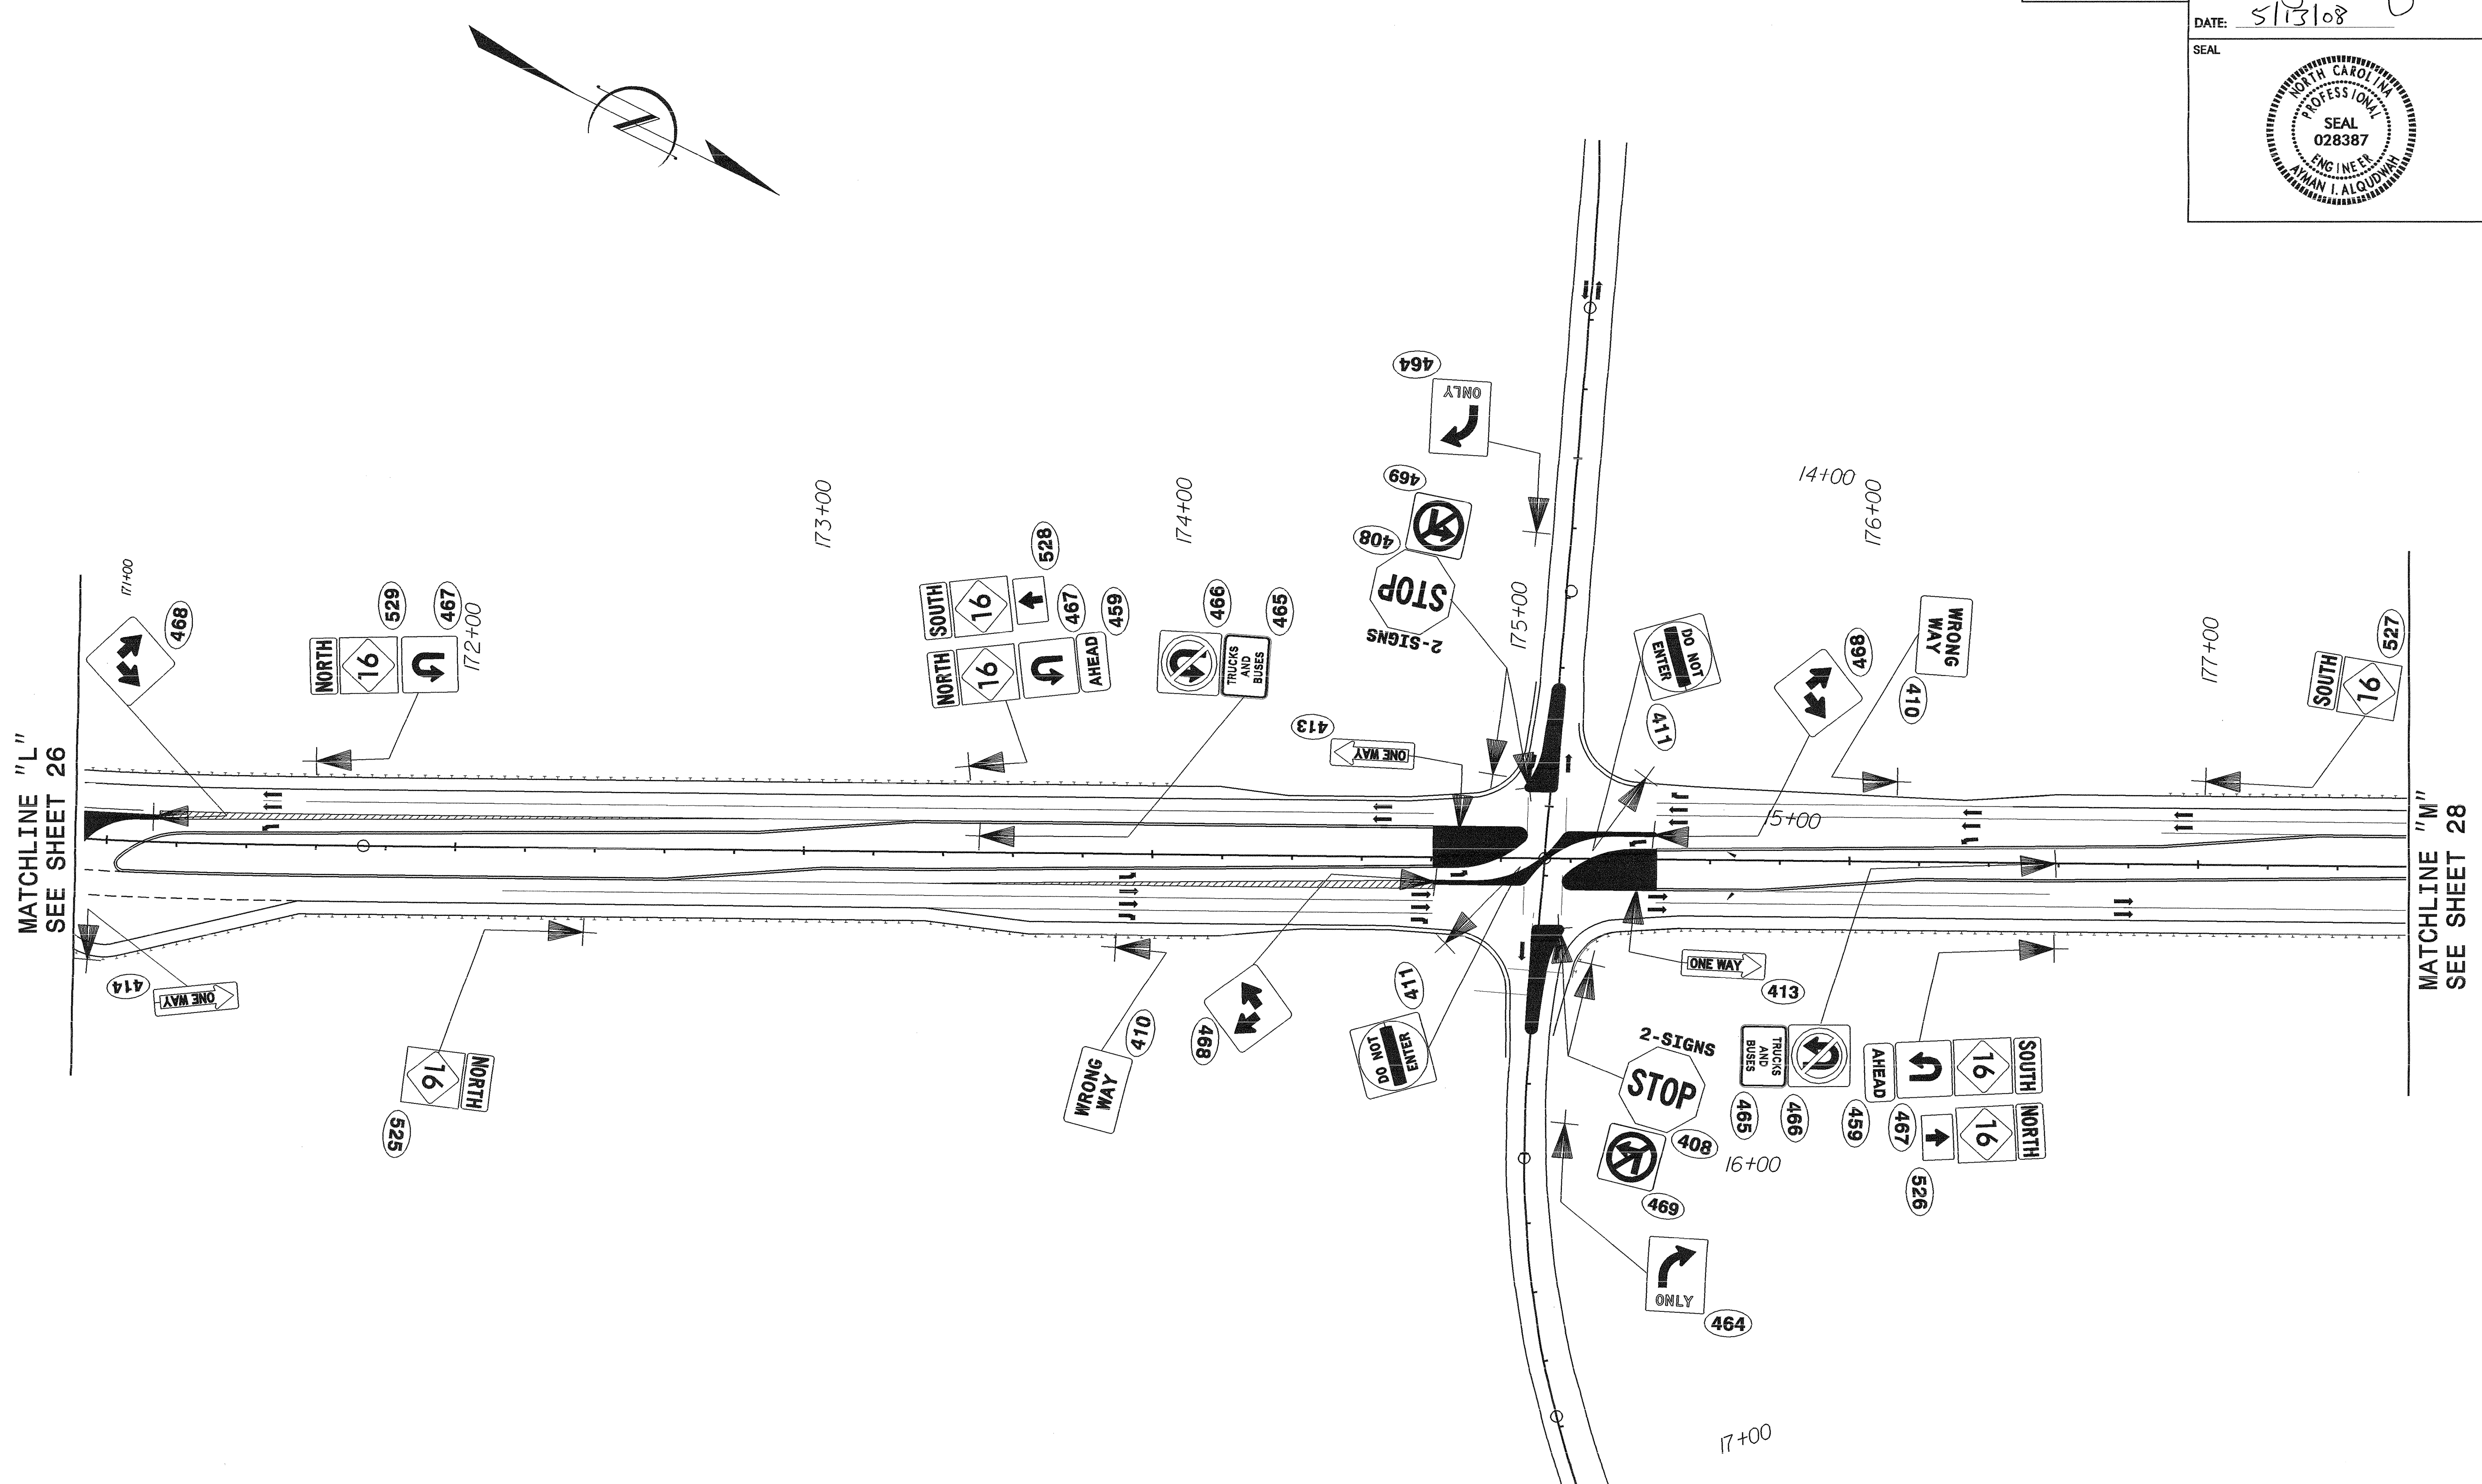 DATE: 5/13/08
SEAL
NORTH CAROLINA
PROFESSIONAL
SEAL
028387
ENGINEER
AYMAN I. ALQUDWAH
MATCHLINE "L"
SEE SHEET 26
171+00
468
529
467
NORTH
16
172+00
173+00
528
SOUTH
16
467
459
NORTH
16
AHEAD
174+00
466
465
TRUCKS
AND
BUSES
464
ONLY
469
408
STOP
2-SIGNS
175+00
413
ONE WAY
DO NOT
ENTER
411
14+00
176+00
468
WRONG
WAY
410
177+00
527
SOUTH
16
15+00
MATCHLINE "M"
SEE SHEET 28
414
ONE WAY
525
16
NORTH
WRONG
WAY
410
468
411
DO NOT
ENTER
ONE WAY
413
2-SIGNS
STOP
408
469
ONLY
464
TRUCKS
AND
BUSES
465
466
AHEAD
16
SOUTH
459
467
16
NORTH
526
16+00
17+00